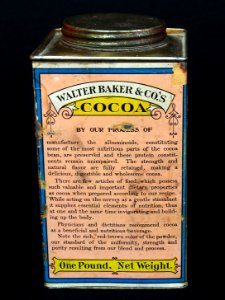 WALTER BAKER & CO.'S
COCOA
BY OUR PROCESS OF
manufacture the albuminoids, constituting
some of the most nutritious parts of the cocoa
bean, are preserved and these protein constit-
uents remain unimpaired. The strength and
natural flavor are fully retained, making a
delicious, digestible and wholesome cocoa.
There are few articles of food which possess
such valuable and important dietary properties
as cocoa when prepared according to our recipe.
While acting on the nerves as a gentle stimulant
it supplies essential elements of nutrition, thus
at one and the same time invigorating and build-
ing up the body.
Physicians and dietitians recommend cocoa
as a beneficial and nutritious beverage.
Note the rich, red-brown color of the powder,
our standard of the uniformity, strength and
purity resulting from our blend and process.
One Pound, Net Weight.